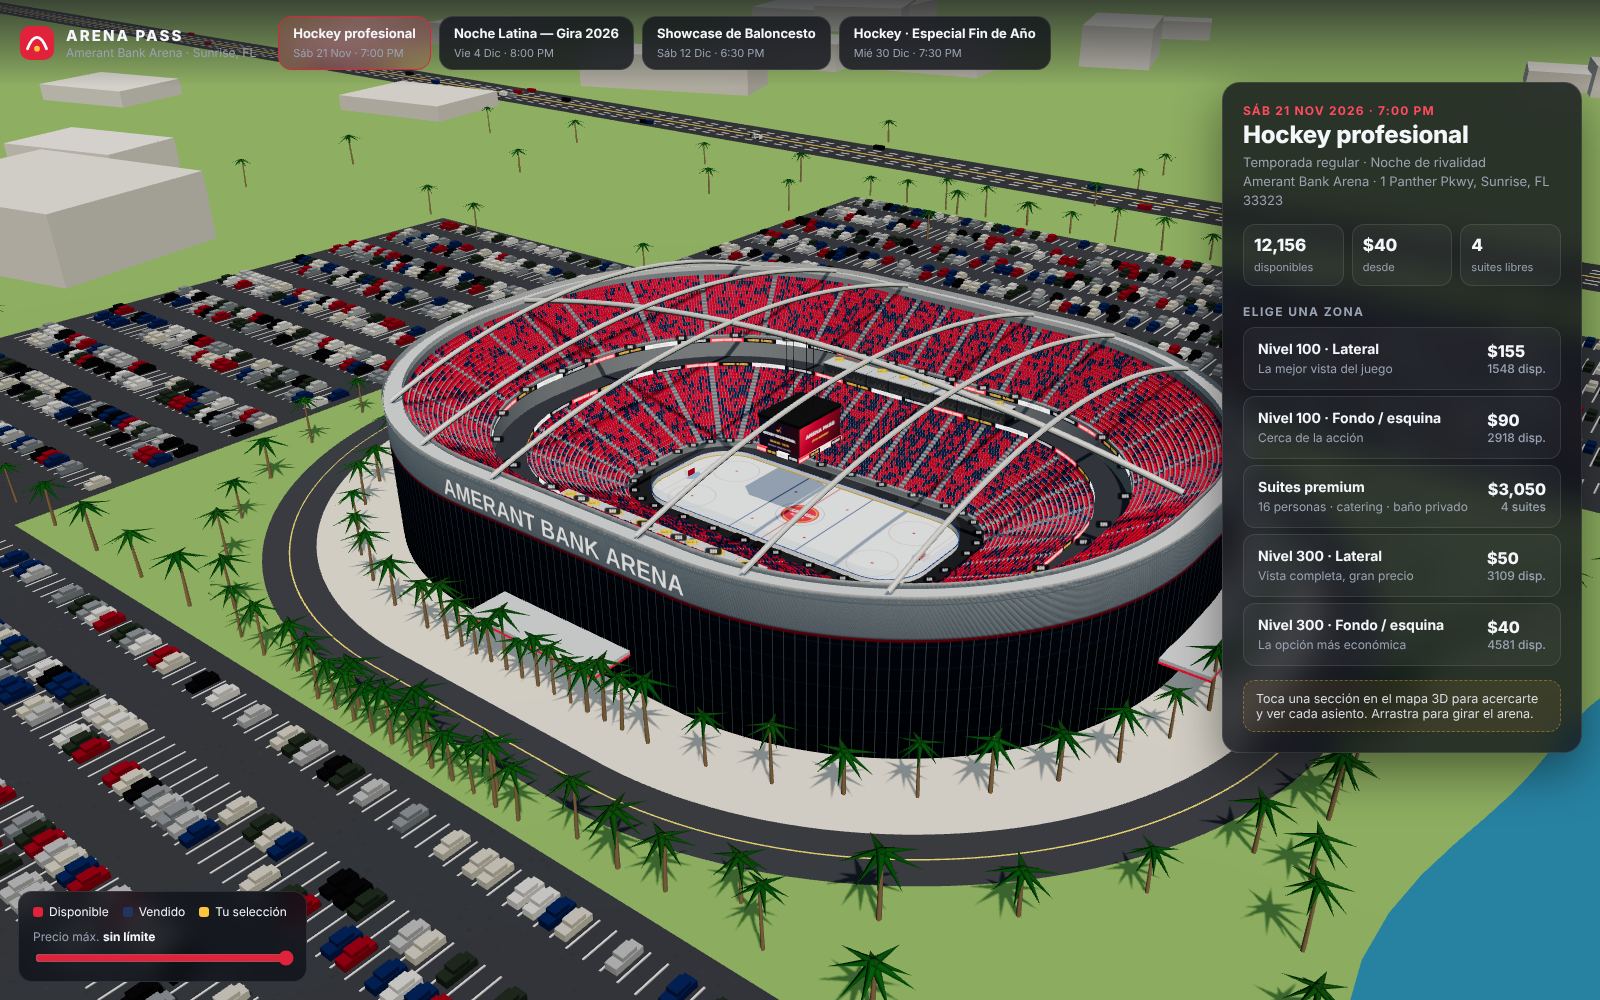 ARENA PASS
Amerant Bank Arena · Sunrise, FL
Hockey profesional
Sáb 21 Nov · 7:00 PM
Noche Latina — Gira 2026
Vie 4 Dic · 8:00 PM
Showcase de Baloncesto
Sáb 12 Dic · 6:30 PM
Hockey · Especial Fin de Año
Mié 30 Dic · 7:30 PM
SÁB 21 NOV 2026 · 7:00 PM
Hockey profesional
Temporada regular · Noche de rivalidad
Amerant Bank Arena · 1 Panther Pkwy, Sunrise, FL
33323
12,156
disponibles
$40
desde
4
suites libres
ELIGE UNA ZONA
Nivel 100 · Lateral
$155
La mejor vista del juego
1548 disp.
Nivel 100 · Fondo / esquina
$90
Cerca de la acción
2918 disp.
Suites premium
$3,050
16 personas · catering · baño privado
4 suites
Nivel 300 · Lateral
$50
Vista completa, gran precio
3109 disp.
Nivel 300 · Fondo / esquina
$40
La opción más económica
4581 disp.
Toca una sección en el mapa 3D para acercarte
y ver cada asiento. Arrastra para girar el arena.
AMERANT BANK ARENA
ARENA PASS
Disponible
Vendido
Tu selección
Precio máx. sin límite